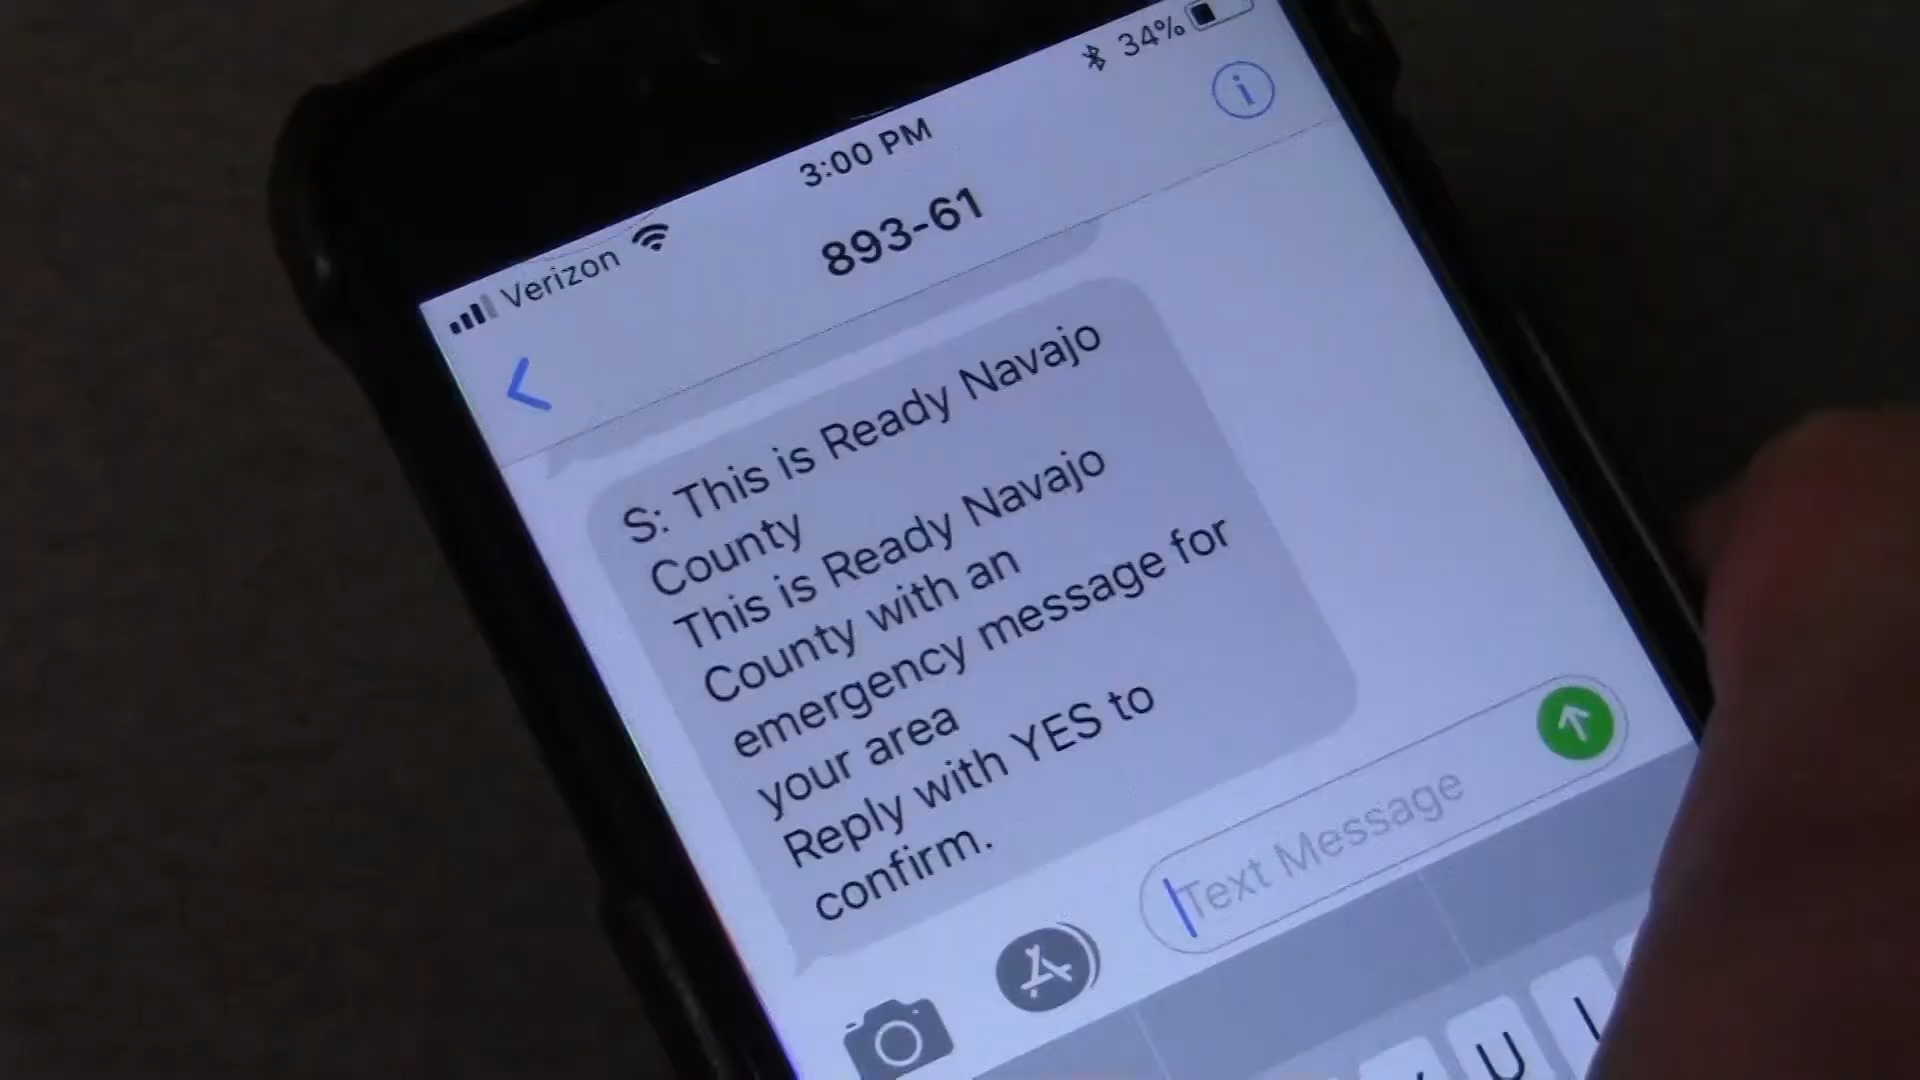 34%
3:00 PM
Verizon
893-61
S: This is Ready Navajo
County
This is Ready Navajo
County with an
emergency message for
your area
Reply with YES to
confirm.
Text Message
U